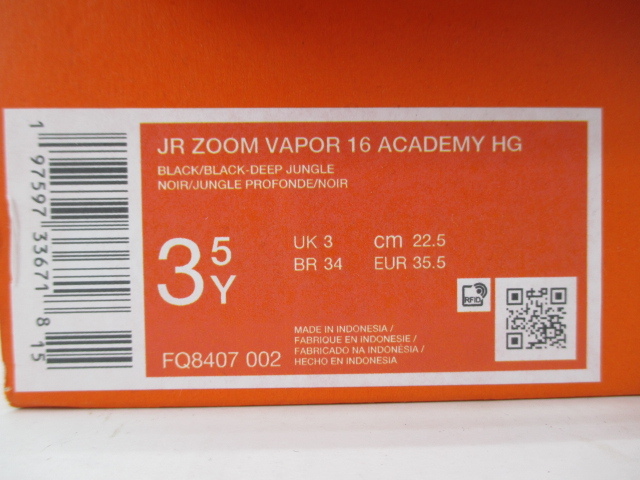 JR ZOOM VAPOR 16 ACADEMY HG
BLACK/BLACK-DEEP JUNGLE
NOIR/JUNGLE PROFONDE/NOIR
3 5 Y
UK 3 cm 22.5
BR 34 EUR 35.5
RFID
FQ8407 002
MADE IN INDONESIA /
FABRIQUE EN INDONESIE /
FABRICADO NA INDONÉSIA /
HECHO EN INDONESIA
1 97597 33671 8 15